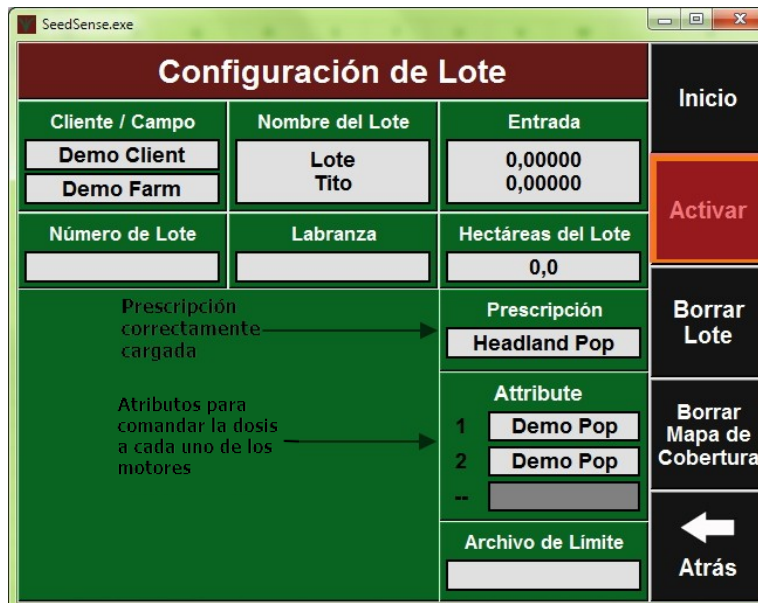 SeedSense.exe
Configuración de Lote
Cliente / Campo
Demo Client
Demo Farm
Nombre del Lote
Lote
Tito
Entrada
0,00000
0,00000
Número de Lote
Labranza
Hectáreas del Lote
0,0
Prescripción
correctamente
cargada
Prescripción
Headland Pop
Atributos para
comandar la dosis
a cada uno de los
motores
Attribute
1 Demo Pop
2 Demo Pop
--
Archivo de Límite
Inicio
Activar
Borrar
Lote
Borrar
Mapa de
Cobertura
Atrás